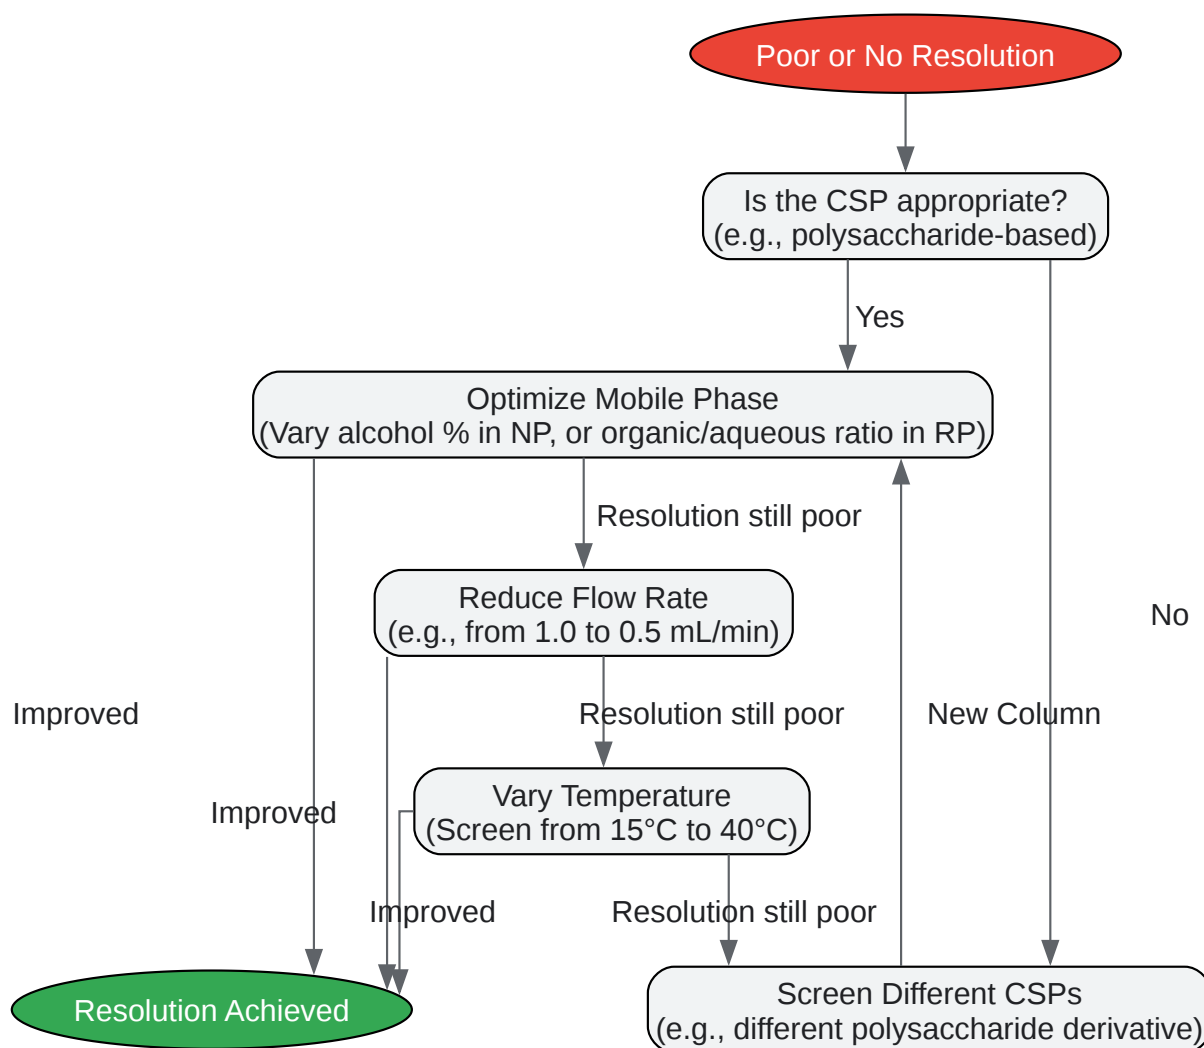 Poor or No Resolution
Is the CSP appropriate?
(e.g., polysaccharide-based)
Yes
Optimize Mobile Phase
(Vary alcohol % in NP, or organic/aqueous ratio in RP)
Resolution still poor
Reduce Flow Rate
(e.g., from 1.0 to 0.5 mL/min)
No
Improved
Resolution still poor
New Column
Vary Temperature
(Screen from 15°C to 40°C)
Improved
Improved
Resolution still poor
Resolution Achieved
Screen Different CSPs
(e.g., different polysaccharide derivative)